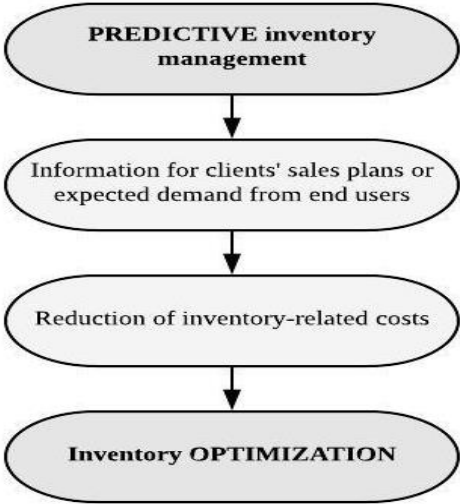 PREDICTIVE inventory
management
Information for clients' sales plans or
expected demand from end users
Reduction of inventory-related costs
Inventory OPTIMIZATION